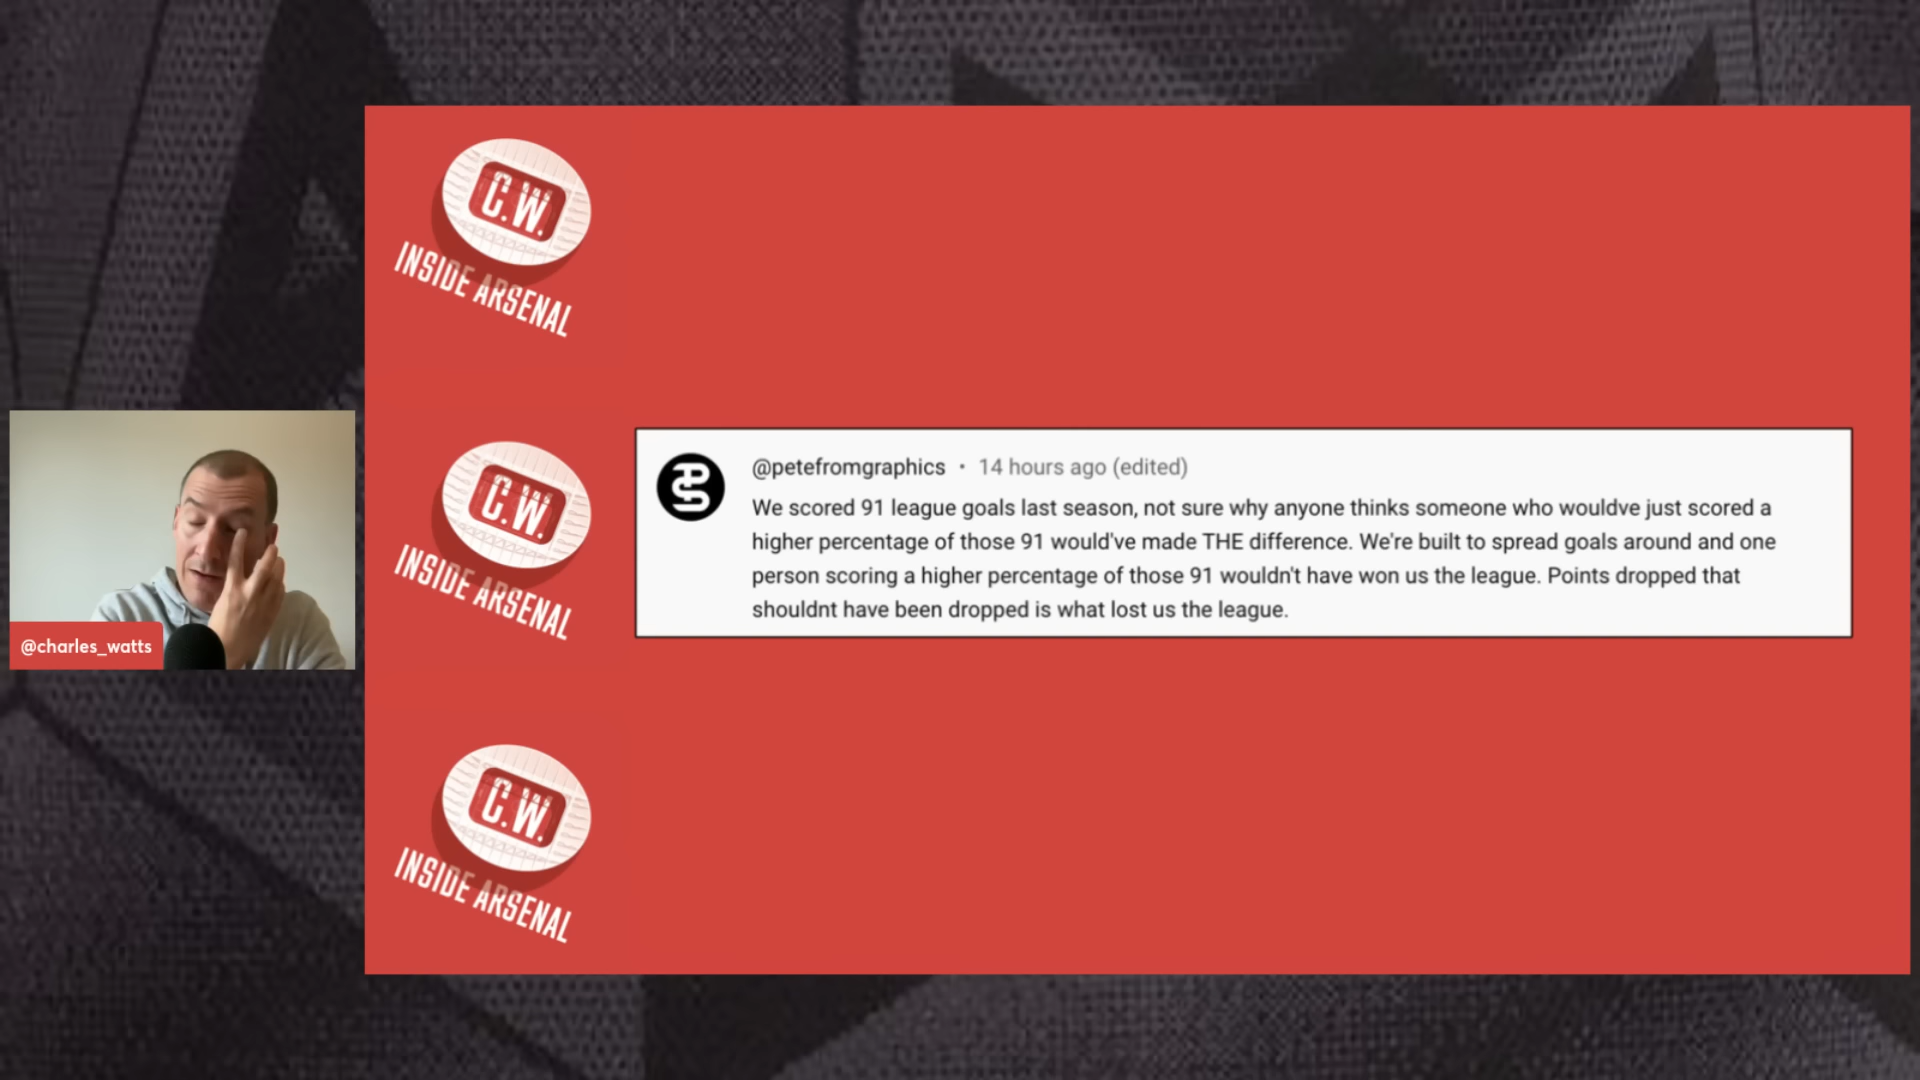 C.W.
INSIDE ARSENAL
C.W.
INSIDE ARSENAL
@petefromgraphics • 14 hours ago (edited)
We scored 91 league goals last season, not sure why anyone thinks someone who wouldve just scored a
higher percentage of those 91 would've made THE difference. We're built to spread goals around and one
person scoring a higher percentage of those 91 wouldn't have won us the league. Points dropped that
shouldnt have been dropped is what lost us the league.
@charles_watts
C.W.
INSIDE ARSENAL